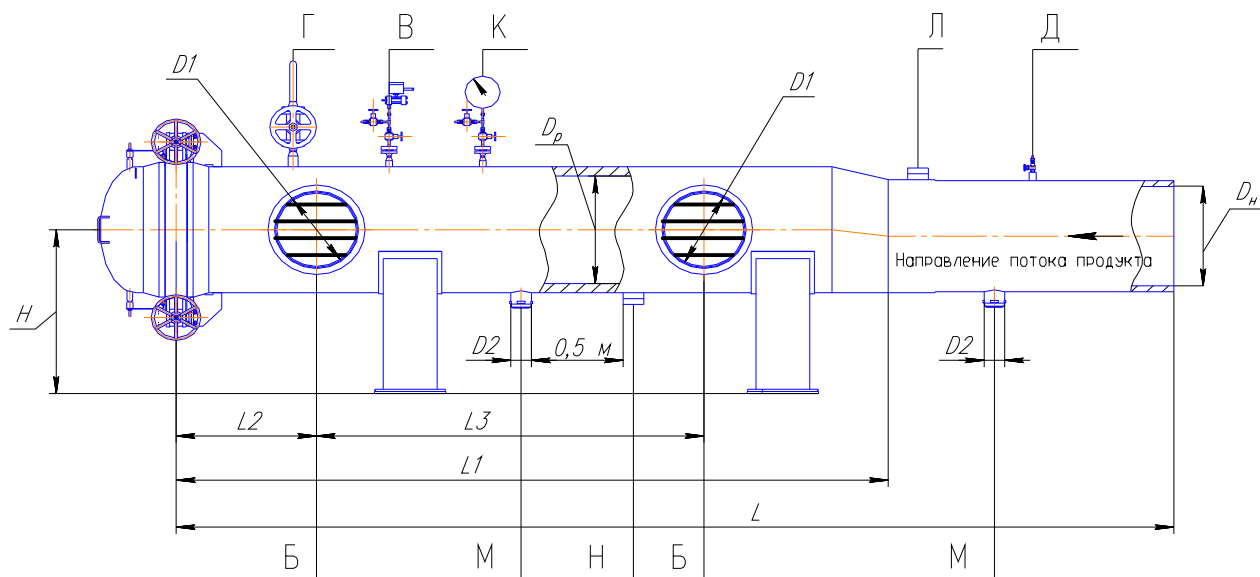 Г В К Л Д
D1 D1
Dр
Dн
Направление потока продукта
H
D2 0,5 м D2
L2 L3
L1
L
Б М Н Б М